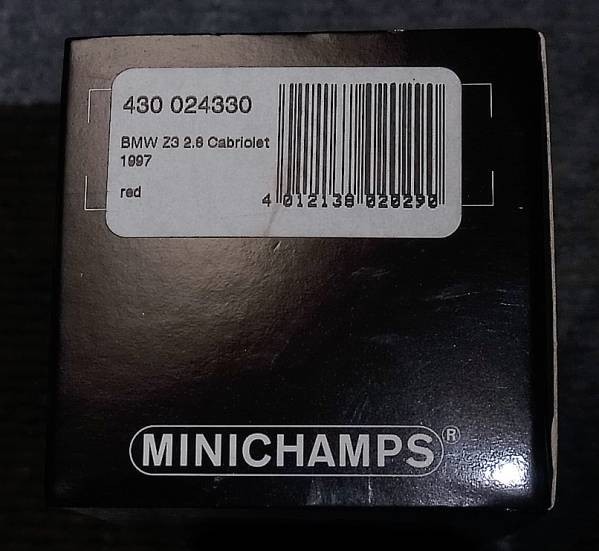 430 024330
BMW Z3 2.8 Cabriolet
1997
red
4 012138 020290
MINICHAMPS®